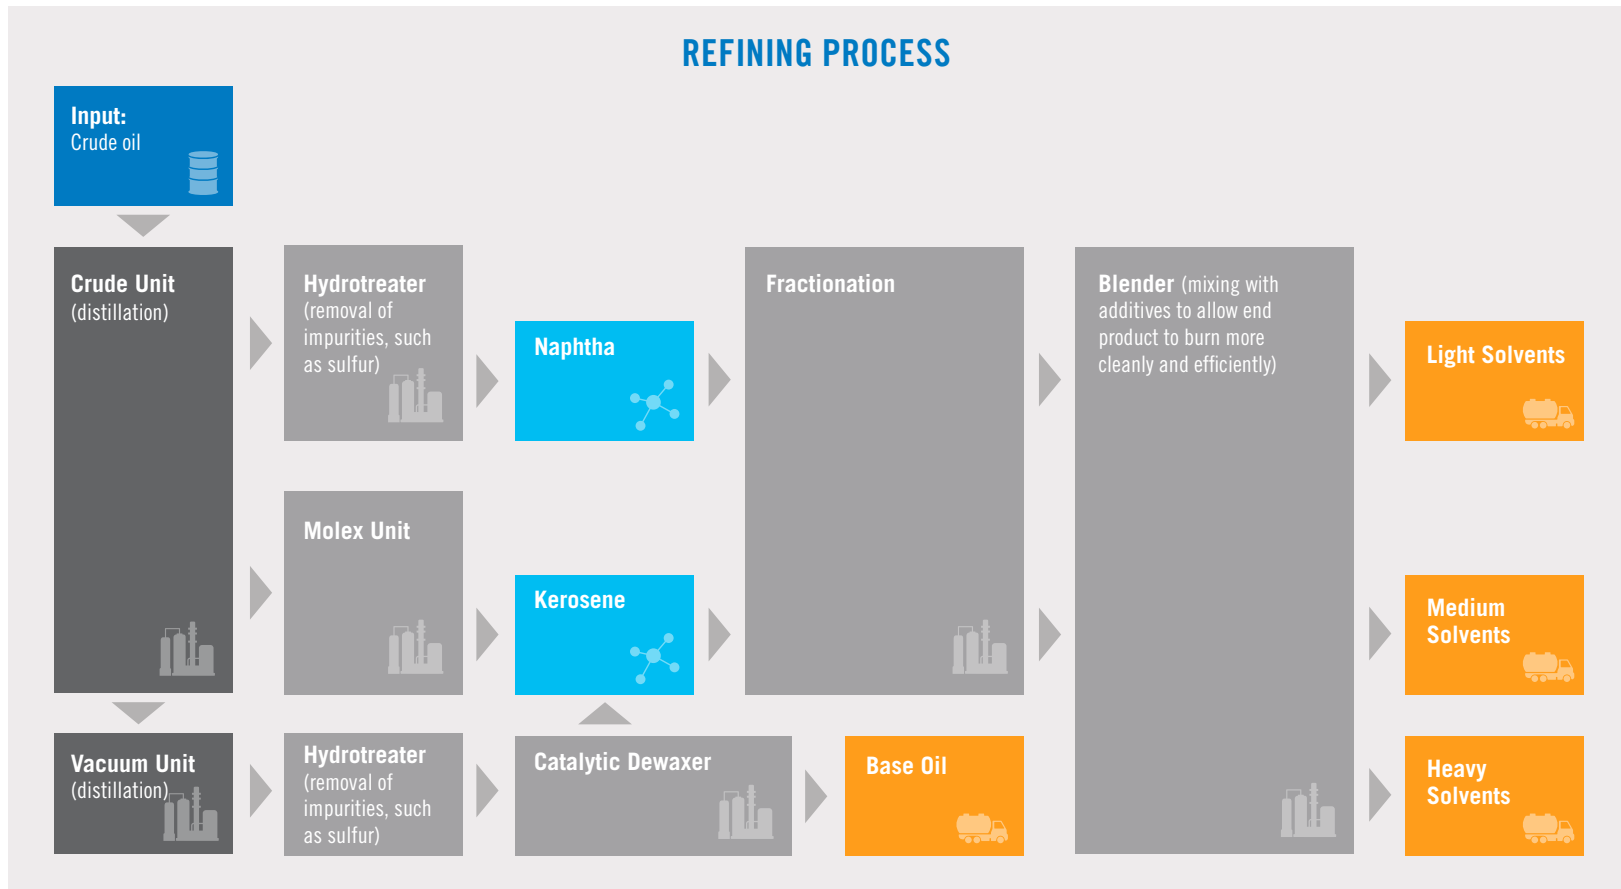 REFINING PROCESS
Input:
Crude oil
Crude Unit
(distillation)
Hydrotreater
(removal of
impurities, such
as sulfur)
Naphtha
Fractionation
Blender (mixing with
additives to allow end
product to burn more
cleanly and efficiently)
Light Solvents
Molex Unit
Kerosene
Medium
Solvents
Vacuum Unit
(distillation)
Hydrotreater
(removal of
impurities, such
as sulfur)
Catalytic Dewaxer
Base Oil
Heavy
Solvents